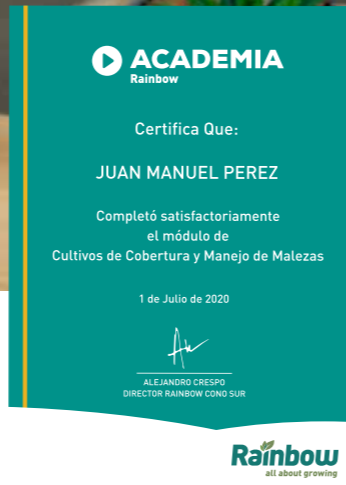 ACADEMIA
Rainbow
Certifica Que:
JUAN MANUEL PEREZ
Completó satisfactoriamente
el módulo de
Cultivos de Cobertura y Manejo de Malezas
1 de Julio de 2020
ALEJANDRO CRESPO
DIRECTOR RAINBOW CONO SUR
Rainbow
all about growing